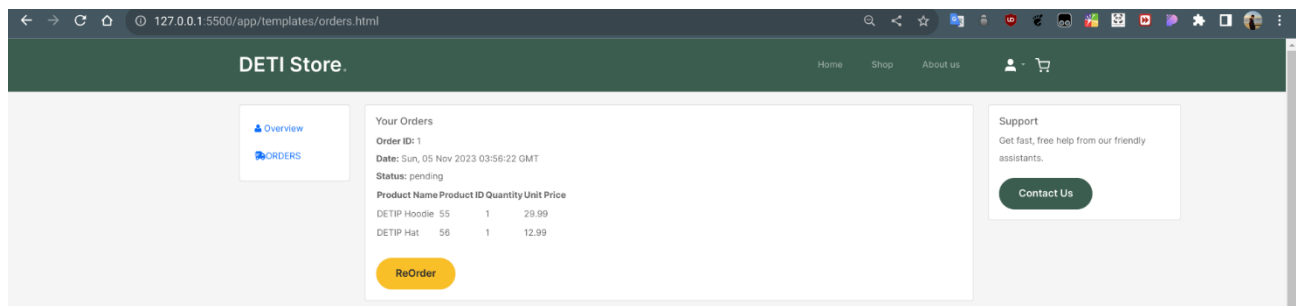 127.0.0.1:5500/app/templates/orders.html
DETI Store.
Home Shop About us
Overview
ORDERS
Your Orders
Order ID: 1
Date: Sun, 05 Nov 2023 03:56:22 GMT
Status: pending
Product Name Product ID Quantity Unit Price
DETIP Hoodie 55 1 29.99
DETIP Hat 56 1 12.99
ReOrder
Support
Get fast, free help from our friendly
assistants.
Contact Us